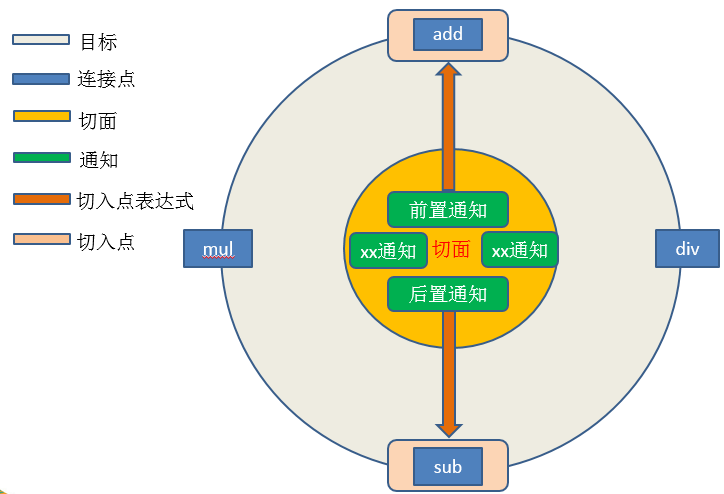 目标
连接点
切面
通知
切入点表达式
切入点
add
前置通知
xx通知
切面
xx通知
后置通知
mul
div
sub